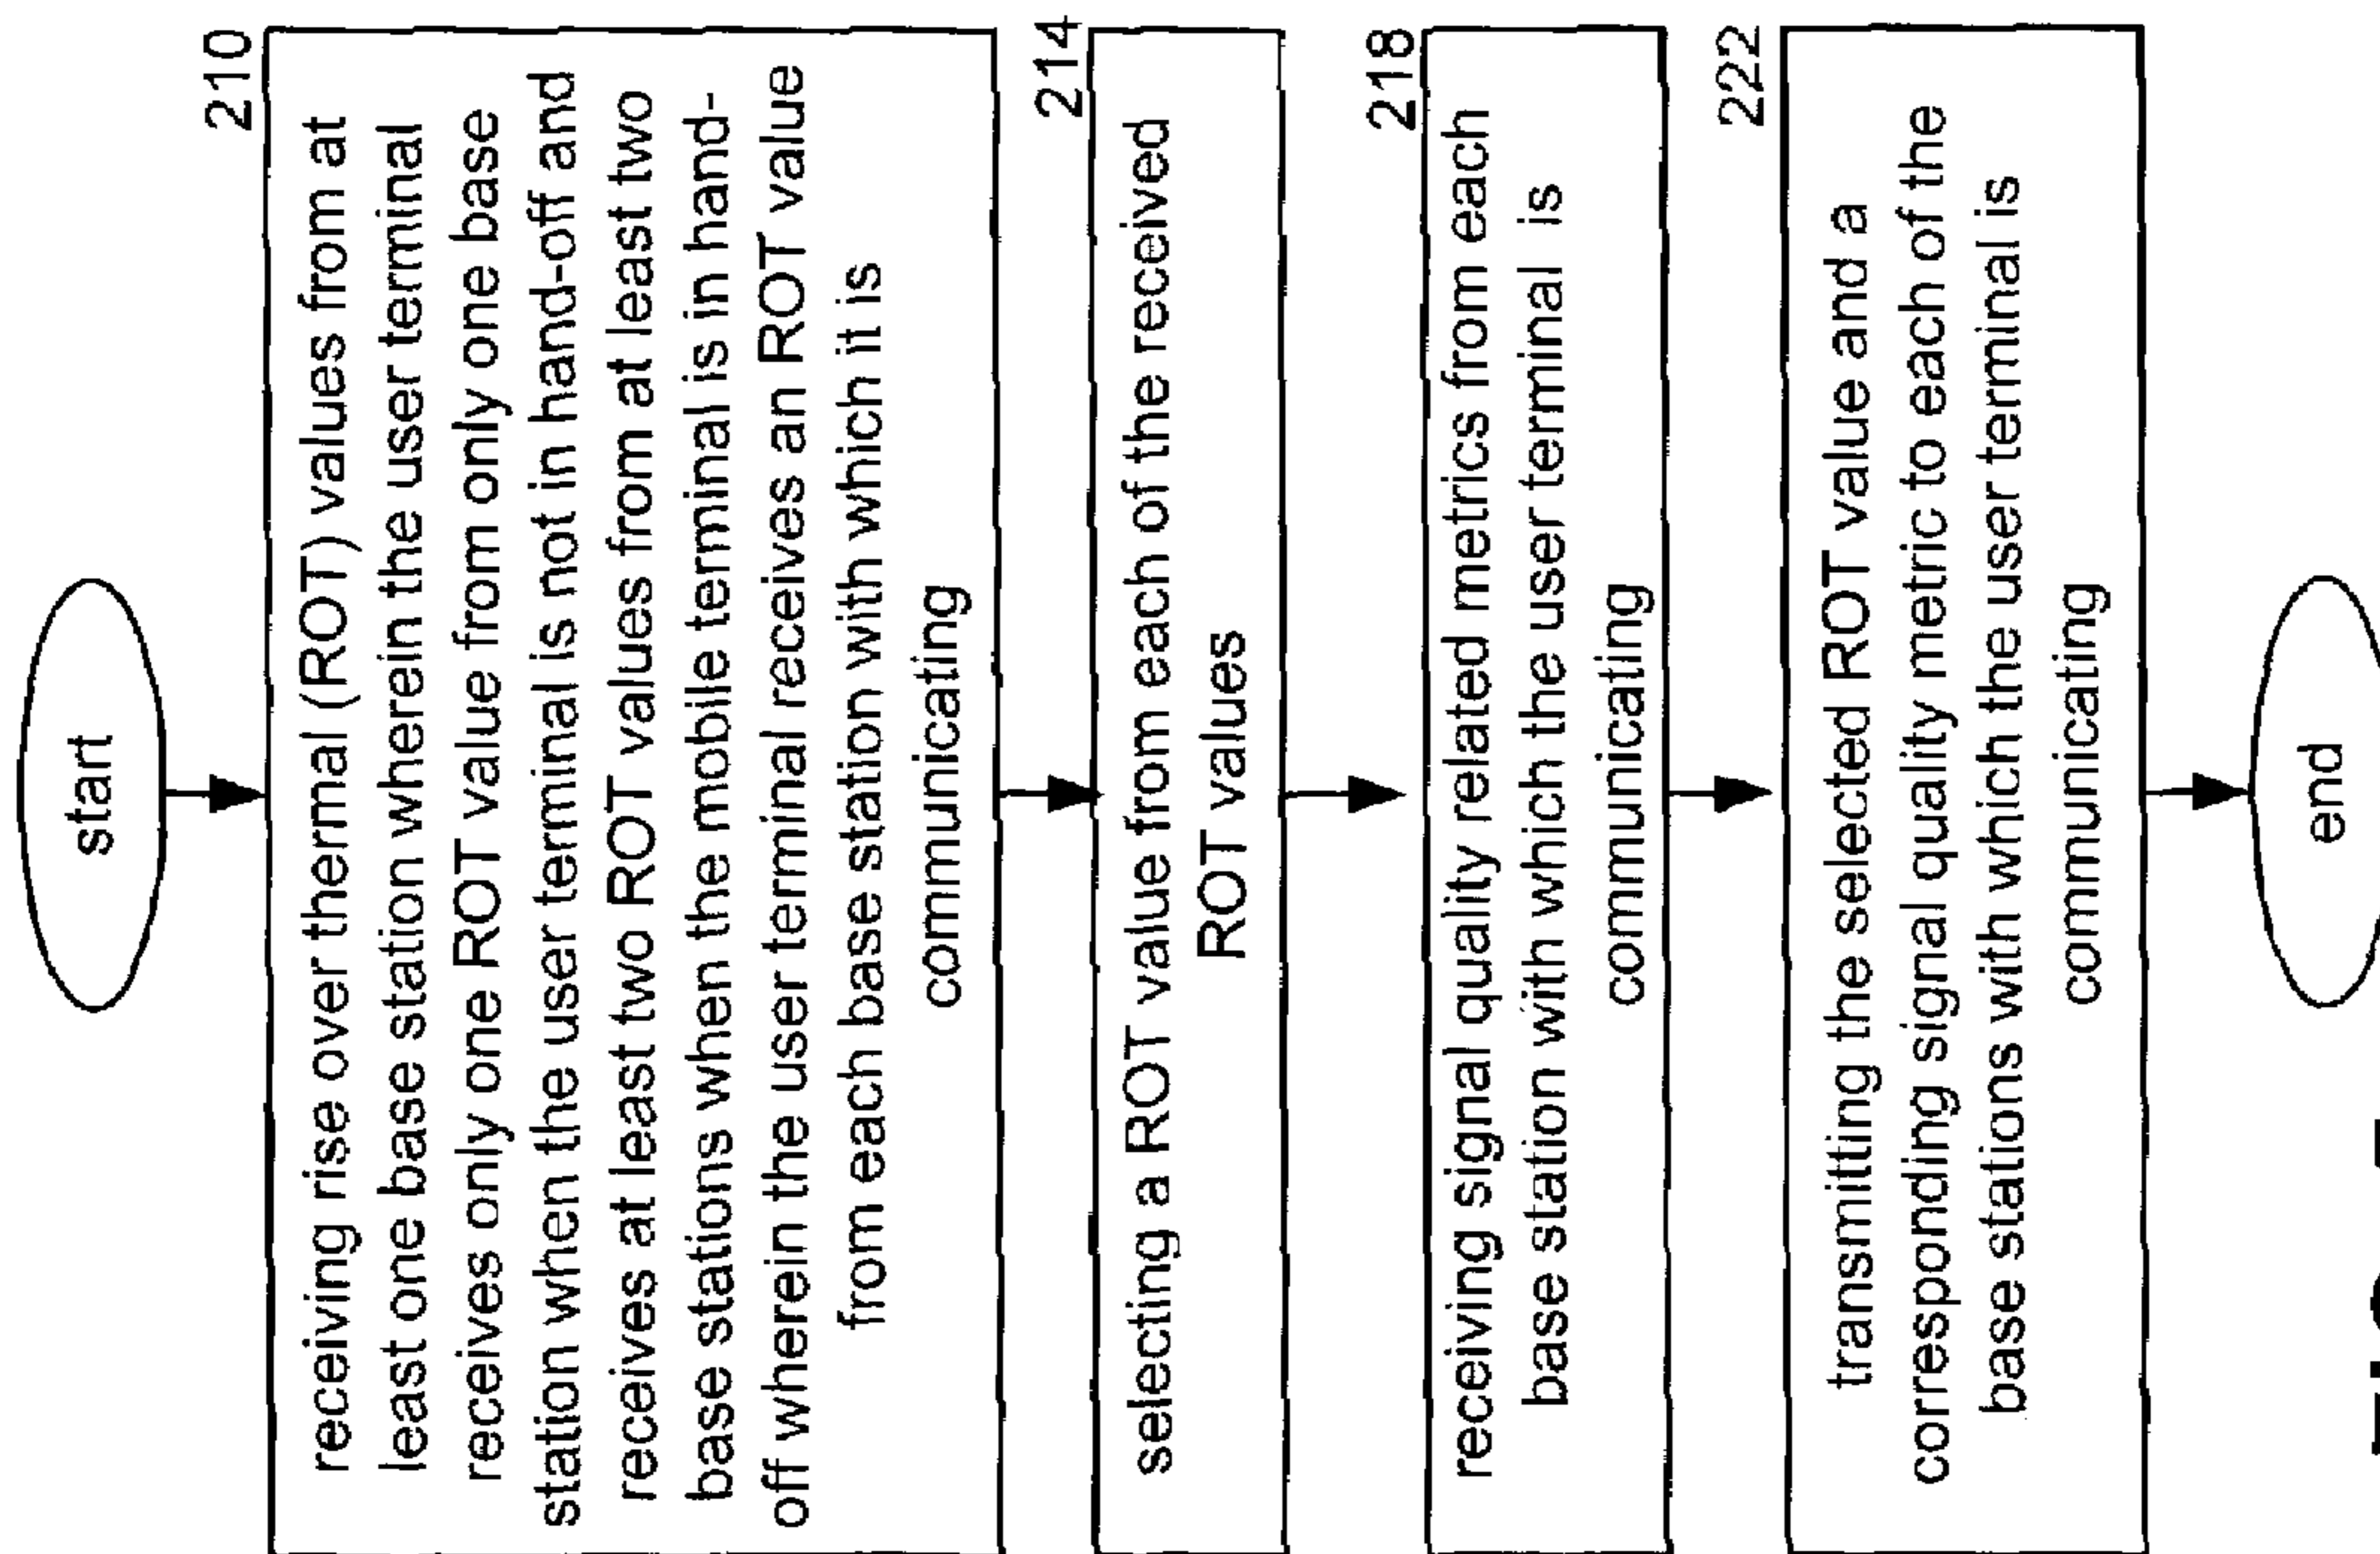 start
210
receiving rise over thermal (ROT) values from at
least one base station wherein the user terminal
receives only one ROT value from only one base
station when the user terminal is not in hand-off and
receives at least two ROT values from at least two
base stations when the mobile terminal is in hand-
off wherein the user terminal receives an ROT value
from each base station with which it is
communicating
214
selecting a ROT value from each of the received
ROT values
218
receiving signal quality related metrics from each
base station with which the user terminal is
communicating
222
transmitting the selected ROT value and a
corresponding signal quality metric to each of the
base stations with which the user terminal is
communicating
end